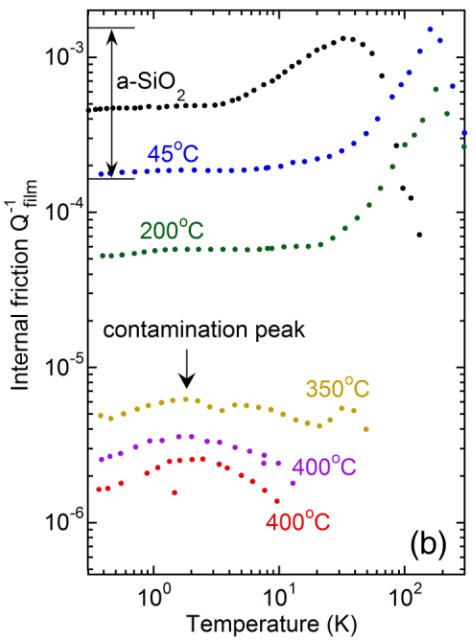 10⁻³
a-SiO₂
45°C
10⁻⁴
200°C
Internal friction Q⁻¹film
contamination peak
10⁻⁵
350°C
400°C
10⁻⁶
400°C
(b)
10⁰ 10¹ 10²
Temperature (K)